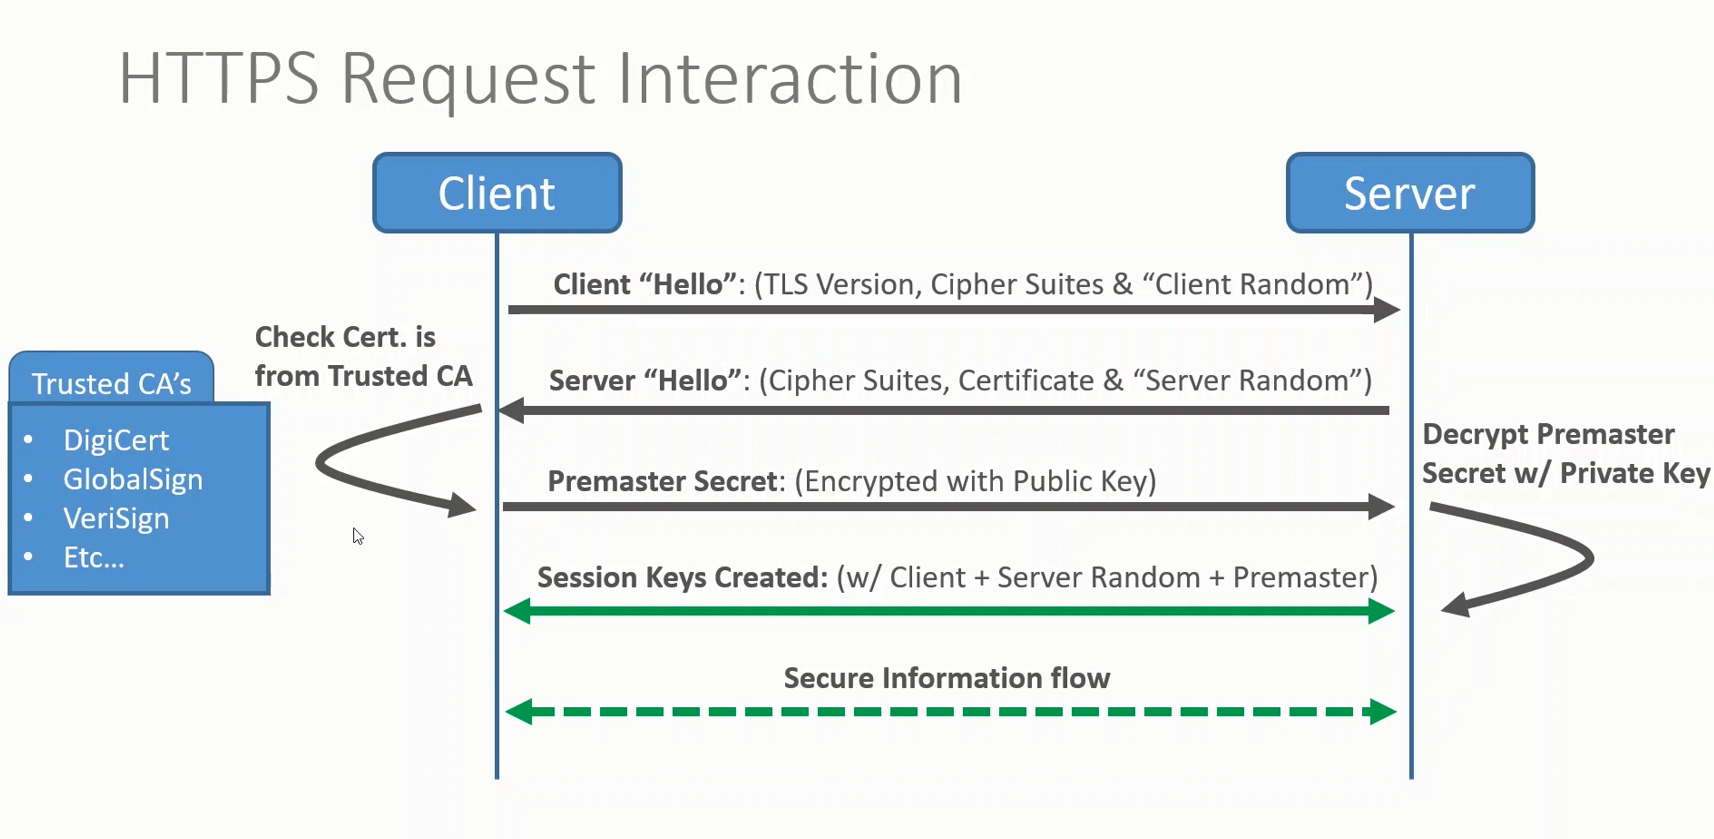 HTTPS Request Interaction
Client
Server
Client “Hello”: (TLS Version, Cipher Suites & “Client Random”)
Check Cert. is
from Trusted CA
Trusted CA’s
• DigiCert
• GlobalSign
• VeriSign
• Etc…
Server “Hello”: (Cipher Suites, Certificate & “Server Random”)
Decrypt Premaster
Secret w/ Private Key
Premaster Secret: (Encrypted with Public Key)
Session Keys Created: (w/ Client + Server Random + Premaster)
Secure Information flow